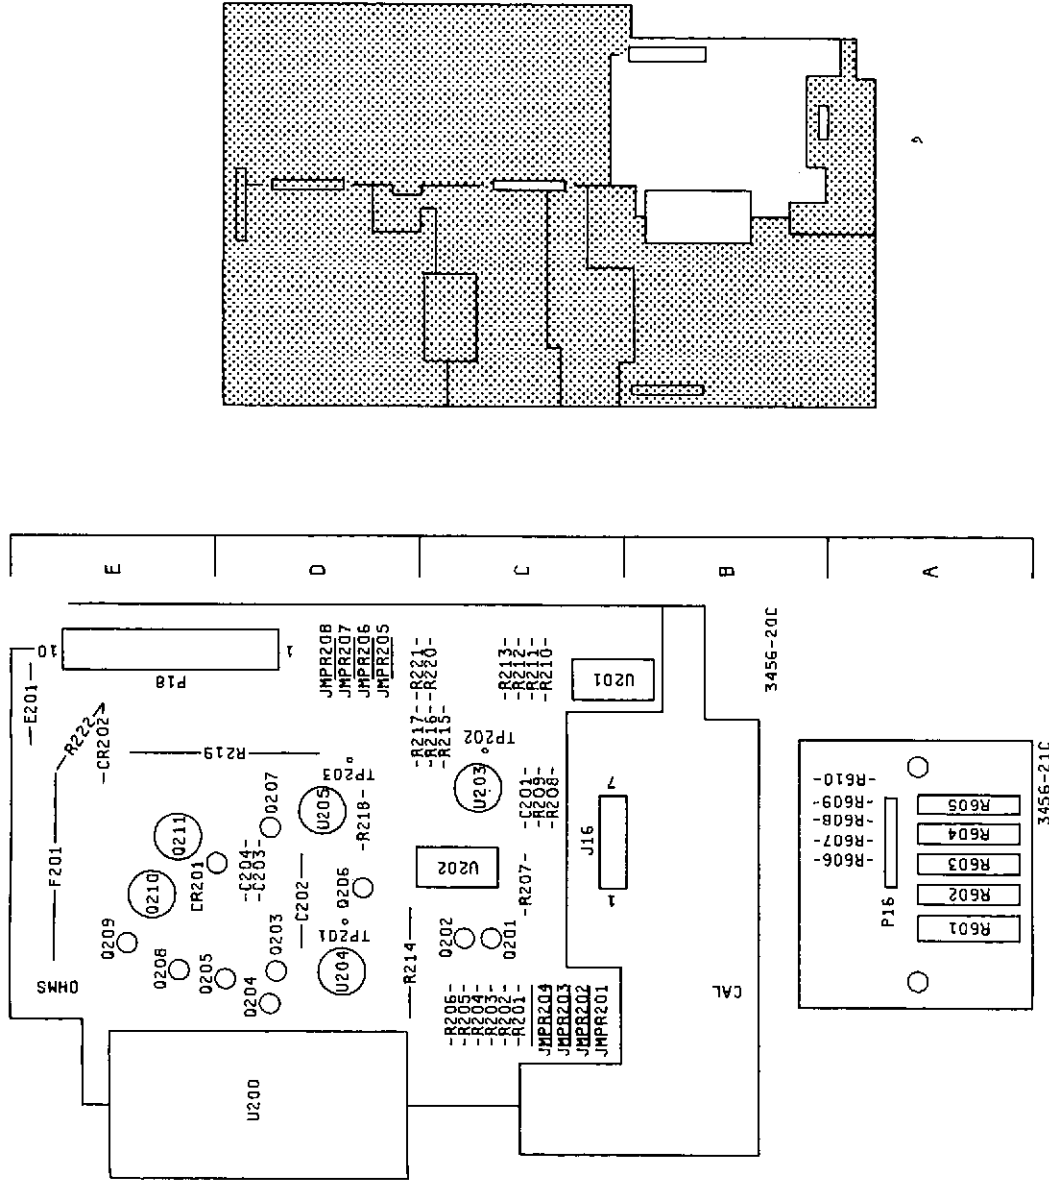 E
D
C
B
A
10
P18
1
—E201—
—R222—
-CR202-
—F201—
—R219—
JMPR208
JMPR207
JMPR206
JMPR205
-R221-
-R220-
-R217-
-R216-
-R215-
-R213-
-R212-
-R211-
-R210-
U201
TP202
U203
TP203
U205
Q207
-R218-
-C201-
-R209-
-R208-
Q211
Q210
CR201
-C204-
-C203-
—C202—
Q206
U202
-R207-
J16
7
1
Q209
Q208
Q205
Q204
Q203
TP201
U204
—R214—
Q202
Q201
OHMS
-R206-
-R205-
-R204-
-R203-
-R202-
-R201-
JMPR204
JMPR203
JMPR202
JMPR201
CAL
U200
3456-20C
-R610-
-R609-
-R608-
-R607-
-R606-
P16
R605
R604
R603
R602
R601
3456-21C